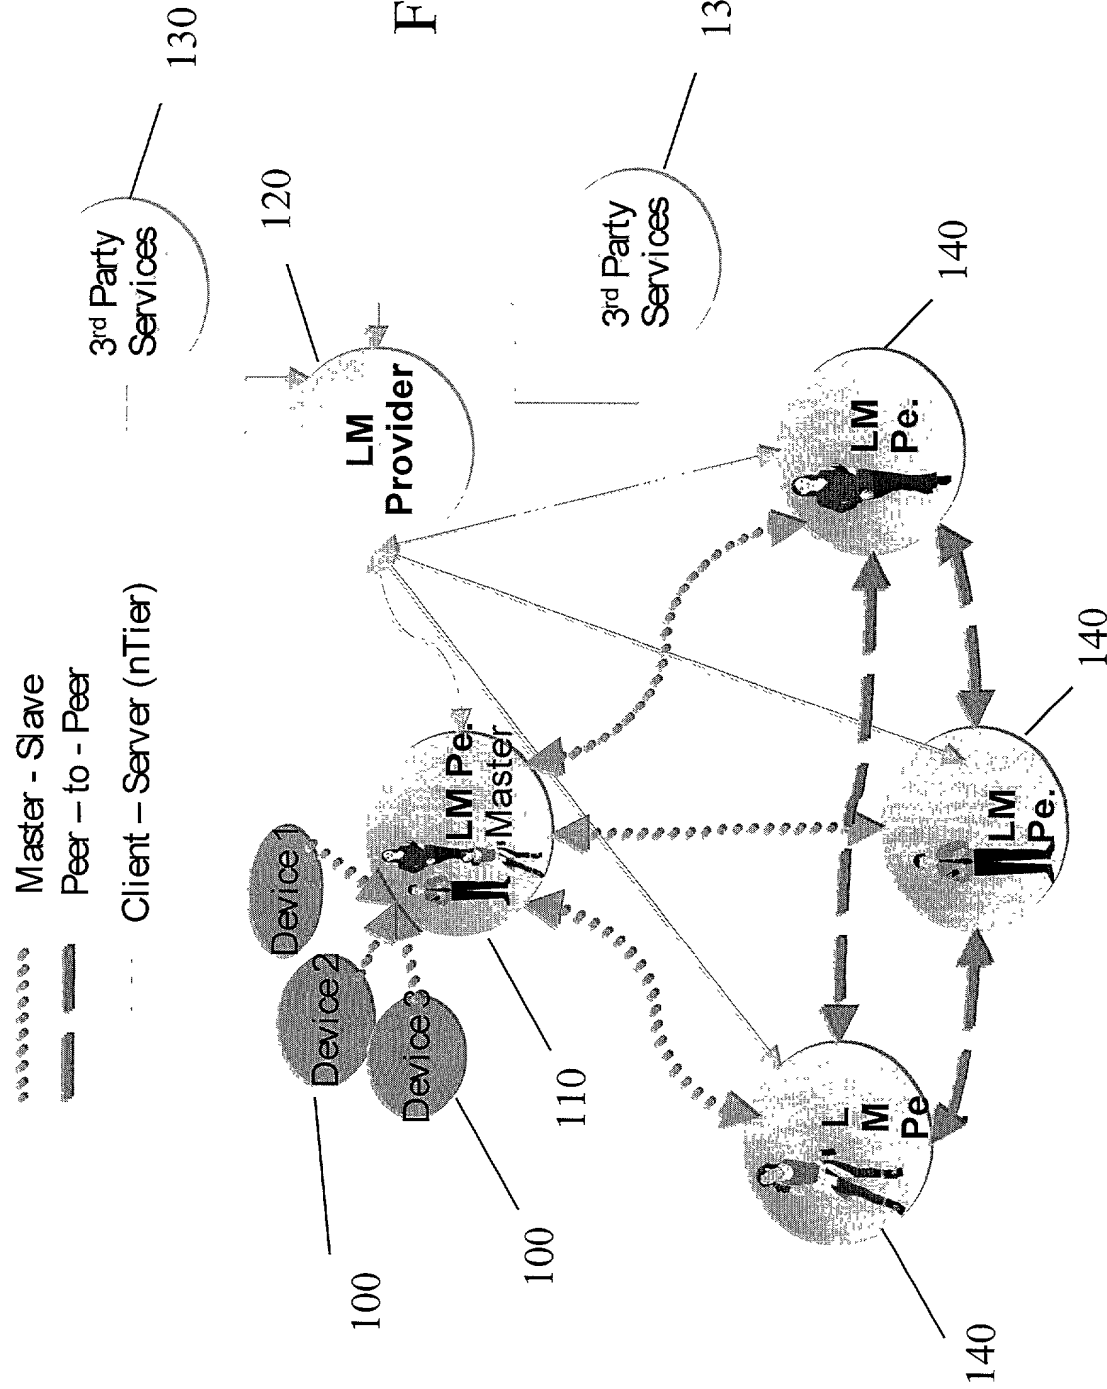 Master - Slave
Peer – to - Peer
Client – Server (nTier)
130
3rd Party
Services
120
LM
Provider
F
13
3rd Party
Services
Device 1
Device 2
Device 3
100
100
110
LM Pe.
"Master
140
LM
Pe.
140
LM
Pe.
140
L
M
Pe